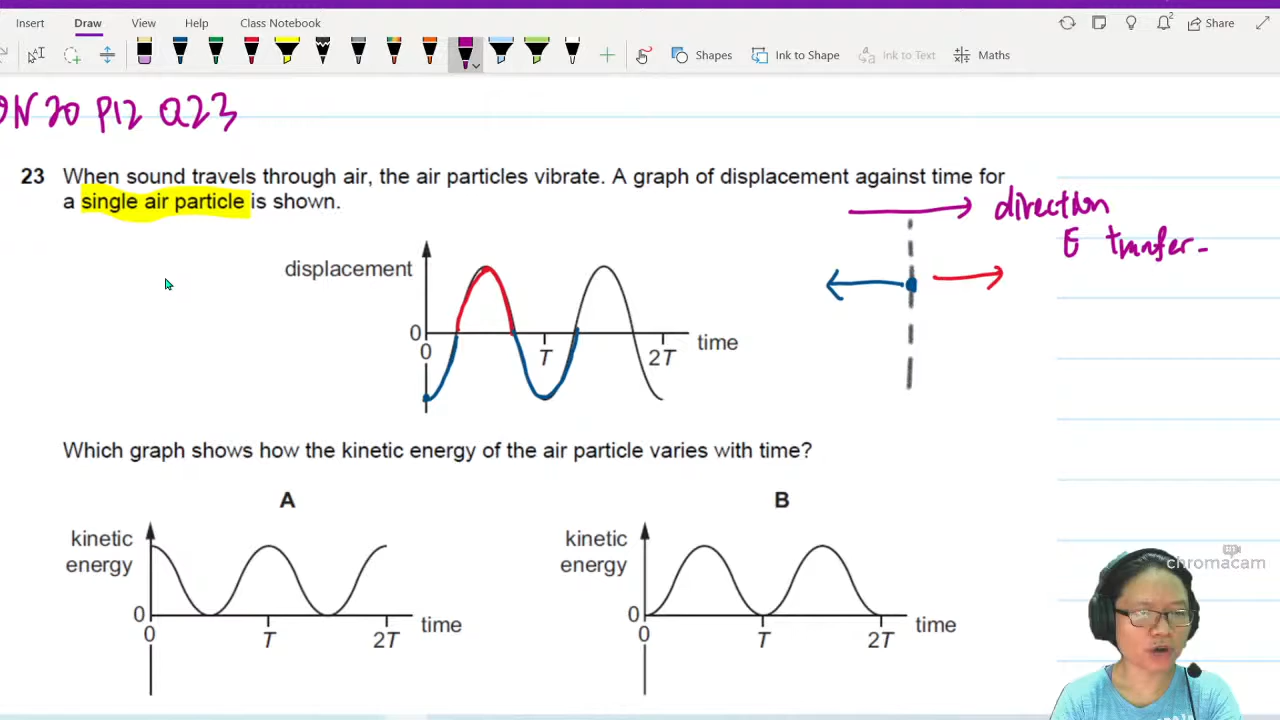 Insert Draw View Help Class Notebook Share
Shapes Ink to Shape Ink to Text Maths
ON20 P12 Q23
23 When sound travels through air, the air particles vibrate. A graph of displacement against time for
a single air particle is shown.
direction
E tranfer
displacement
0
0 T 2T time
Which graph shows how the kinetic energy of the air particle varies with time?
A B
kinetic energy
0
0 T 2T time
kinetic energy
0
0 T 2T time
chromacam